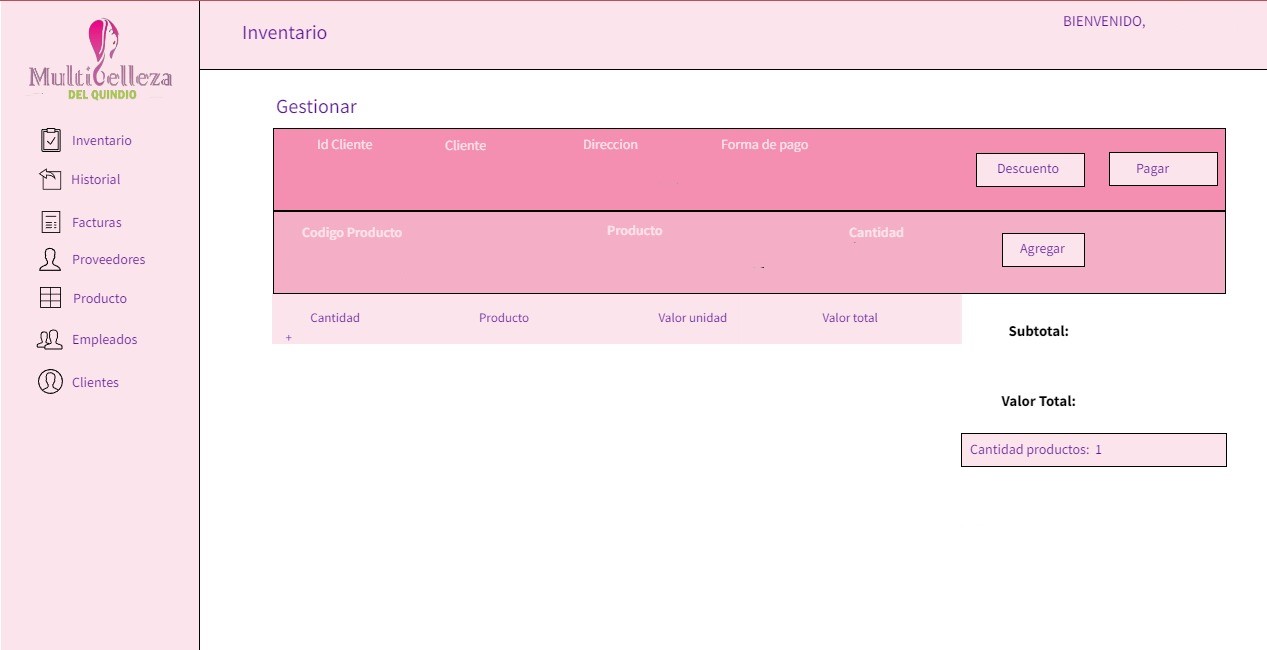 Multibelleza
DEL QUINDIO
Inventario
Historial
Facturas
Proveedores
Producto
Empleados
Clientes
Inventario
BIENVENIDO,
Gestionar
Id Cliente Cliente Direccion Forma de pago
Descuento Pagar
Codigo Producto Producto Cantidad
Agregar
Cantidad Producto Valor unidad Valor total
+
Subtotal:
Valor Total:
Cantidad productos: 1